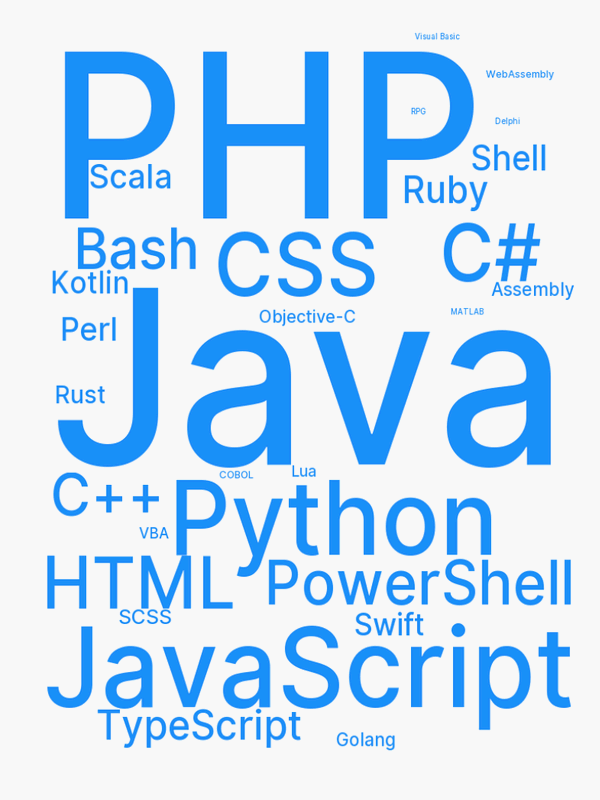 Visual Basic
PHP
WebAssembly
RPG
Delphi
Shell
Scala
Ruby
Bash
CSS
C#
Kotlin
Assembly
Objective-C
MATLAB
Perl
Java
Rust
COBOL
Lua
C++
Python
VBA
HTML
PowerShell
SCSS
Swift
JavaScript
TypeScript
Golang